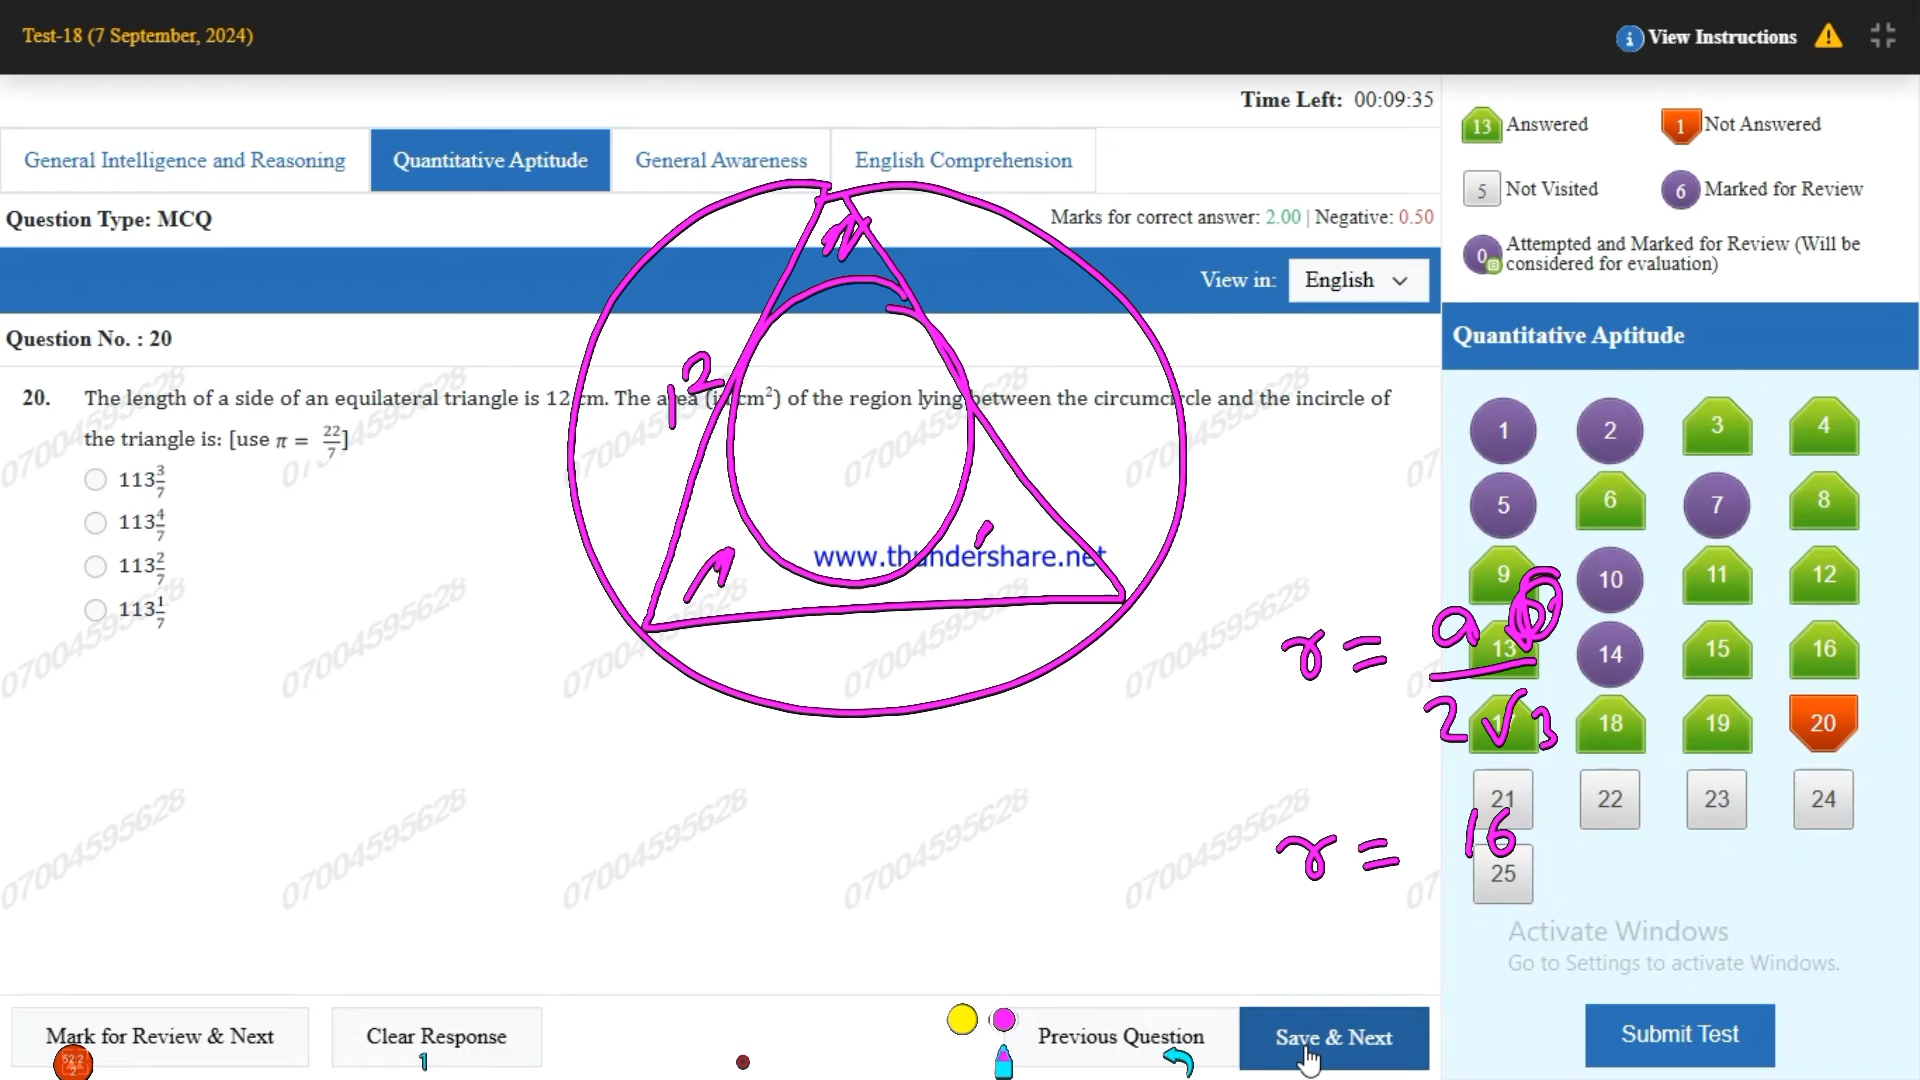 Test-18 (7 September, 2024)
View Instructions
Time Left: 00:09:35
General Intelligence and Reasoning
Quantitative Aptitude
General Awareness
English Comprehension
Question Type: MCQ
Marks for correct answer: 2.00 | Negative: 0.50
View in: English
Question No. : 20
20. The length of a side of an equilateral triangle is 12 cm. The area (in cm²) of the region lying between the circumcircle and the incircle of
the triangle is: [use π = 22/7]
113 3/7
113 4/7
113 2/7
113 1/7
12
www.thundershare.net
07004595628
r = a
2√3
r = 16
Mark for Review & Next
Clear Response
Previous Question
Save & Next
13 Answered
1 Not Answered
5 Not Visited
6 Marked for Review
0 Attempted and Marked for Review (Will be
considered for evaluation)
Quantitative Aptitude
1 2 3 4
5 6 7 8
9 10 11 12
13 14 15 16
17 18 19 20
21 22 23 24
25
Activate Windows
Go to Settings to activate Windows.
Submit Test